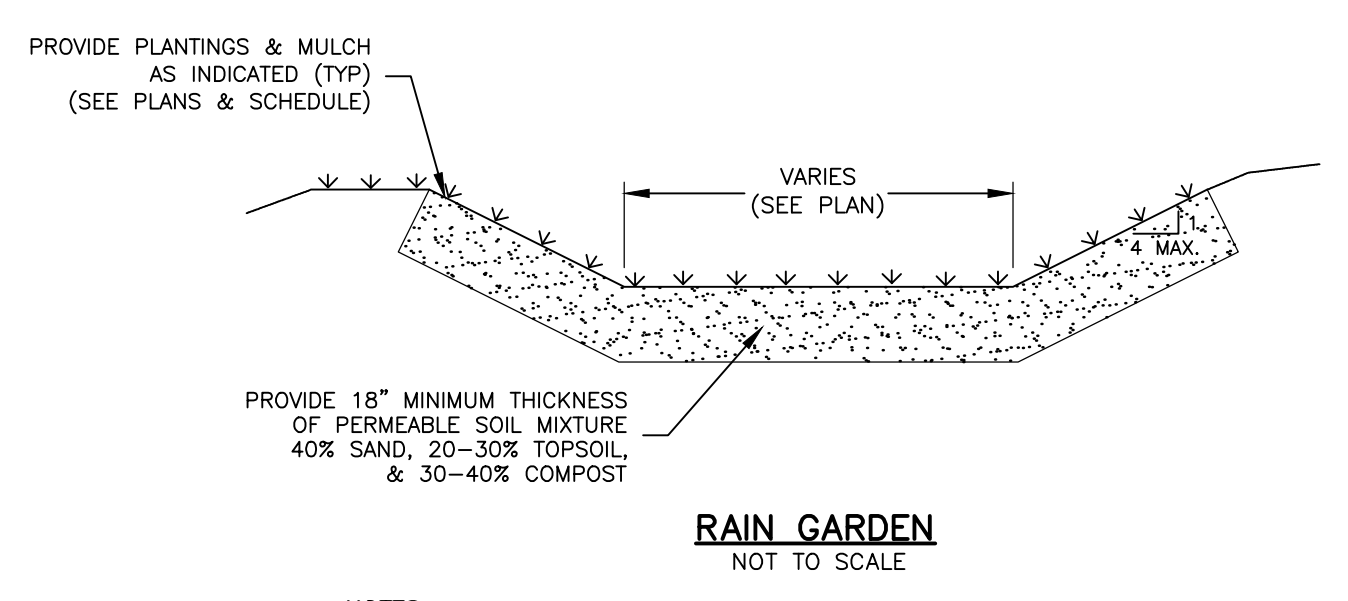 PROVIDE PLANTINGS & MULCH
AS INDICATED (TYP)
(SEE PLANS & SCHEDULE)
VARIES
(SEE PLAN)
1
4 MAX.
PROVIDE 18" MINIMUM THICKNESS
OF PERMEABLE SOIL MIXTURE
40% SAND, 20-30% TOPSOIL,
& 30-40% COMPOST
RAIN GARDEN
NOT TO SCALE